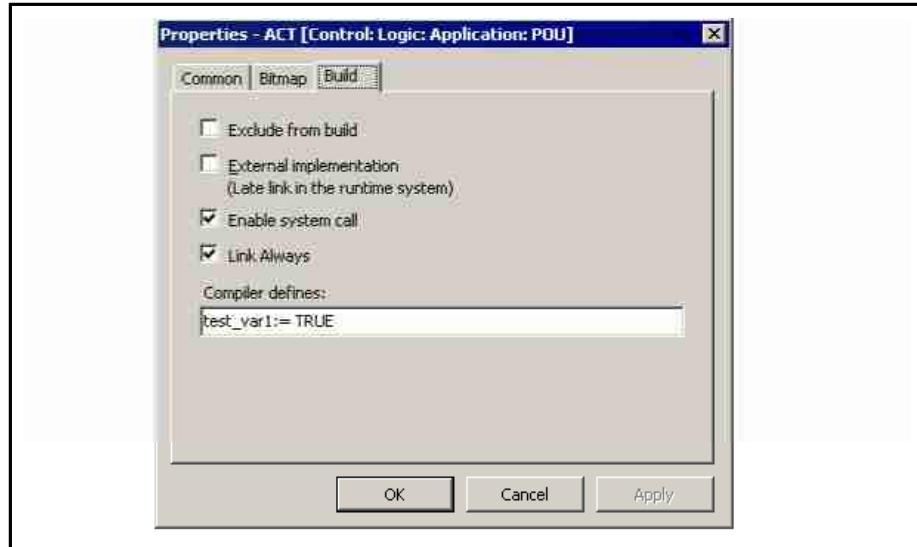 Properties - ACT [Control: Logic: Application: POU]
Common Bitmap Build
Exclude from build
External implementation
(Late link in the runtime system)
Enable system call
Link Always
Compiler defines:
test_var1:= TRUE
OK Cancel Apply